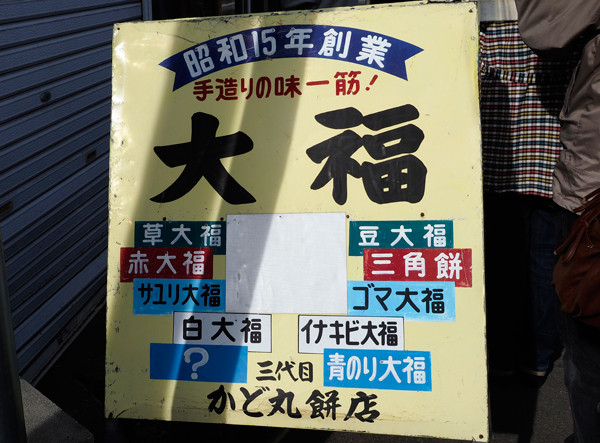 昭和15年創業
手造りの味一筋!
大福
草大福
豆大福
赤大福
三角餅
サユリ大福
ゴマ大福
白大福
イナキビ大福
?
青のり大福
三代目
かど丸餅店